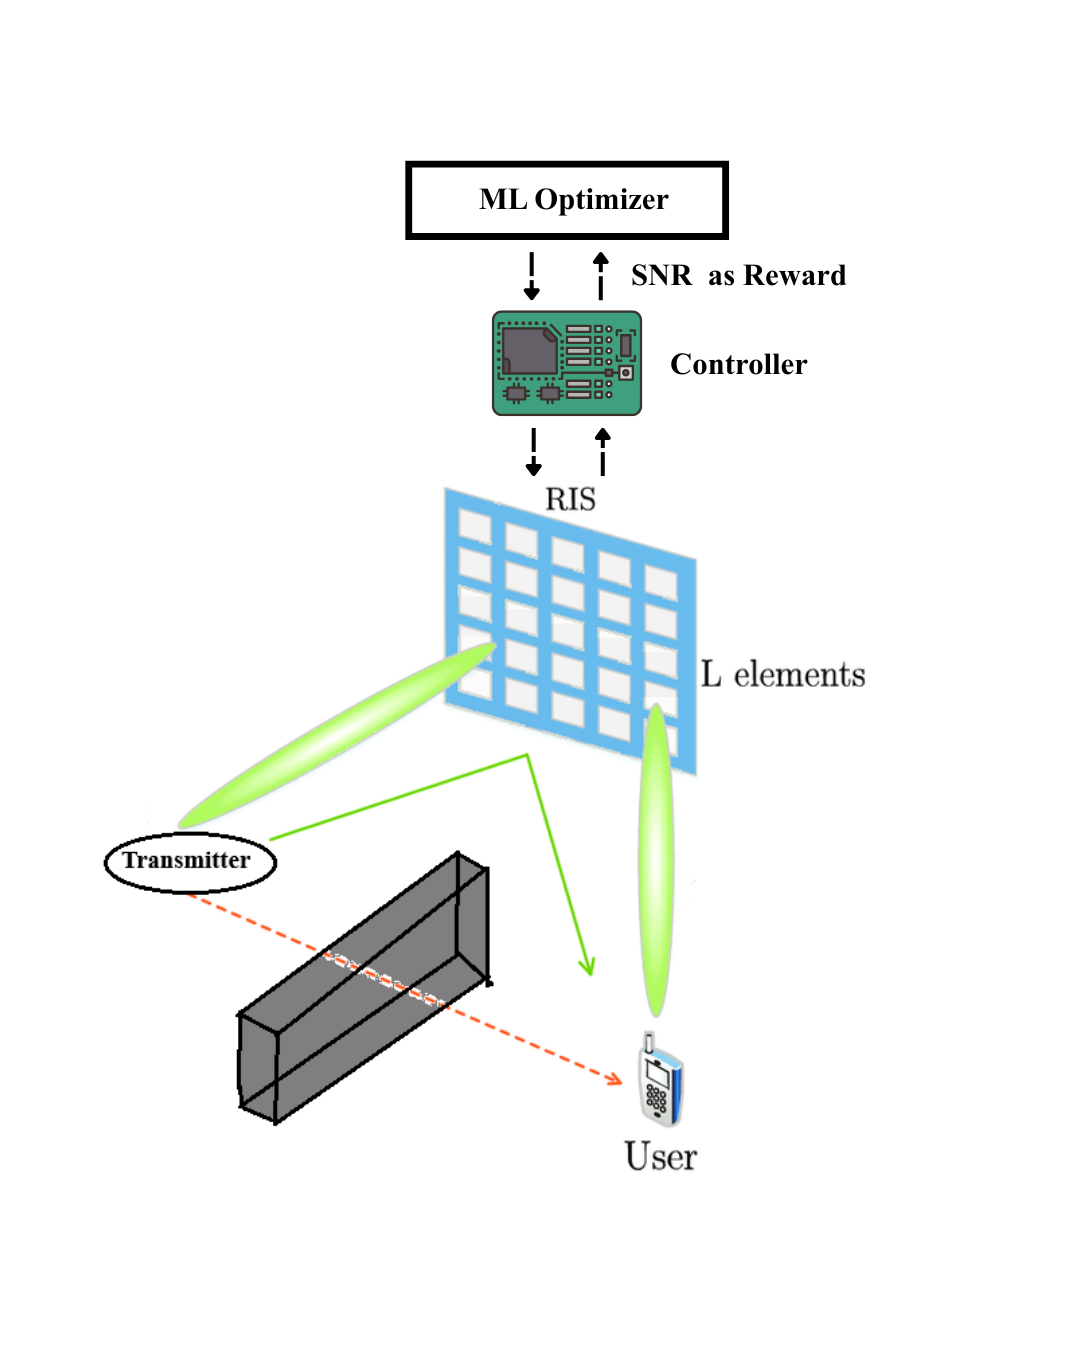 ML Optimizer
SNR as Reward
Controller
RIS
L elements
Transmitter
User